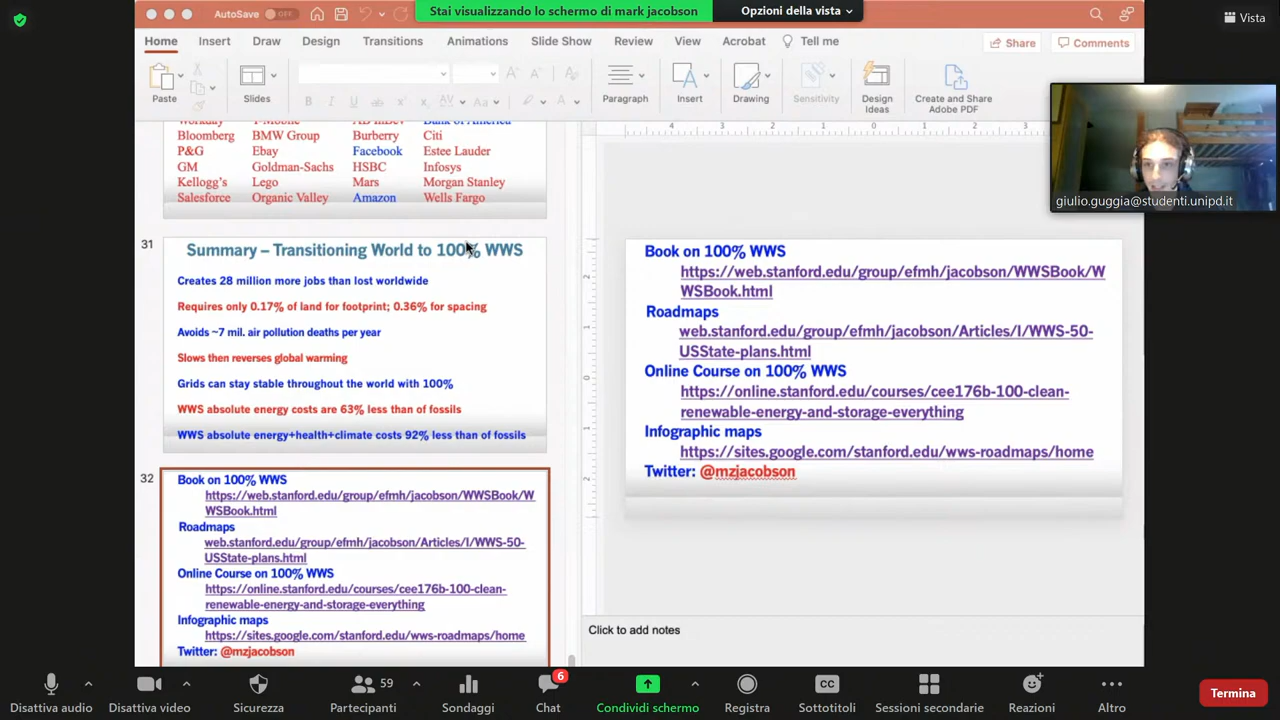 Stai visualizzando lo schermo di mark jacobson
Opzioni della vista
Vista
AutoSave
OFF
Home
Insert
Draw
Design
Transitions
Animations
Slide Show
Review
View
Acrobat
Tell me
Share
Comments
Paste
Slides
Paragraph
Insert
Drawing
Sensitivity
Design
Ideas
Create and Share
Adobe PDF
giulio.guggia@studenti.unipd.it
Workday T-Mobile AB InBev Bank of America
Bloomberg BMW Group Burberry Citi
P&G Ebay Facebook Estee Lauder
GM Goldman-Sachs HSBC Infosys
Kellogg's Lego Mars Morgan Stanley
Salesforce Organic Valley Amazon Wells Fargo
31
Summary – Transitioning World to 100% WWS
Creates 28 million more jobs than lost worldwide
Requires only 0.17% of land for footprint; 0.36% for spacing
Avoids ~7 mil. air pollution deaths per year
Slows then reverses global warming
Grids can stay stable throughout the world with 100%
WWS absolute energy costs are 63% less than of fossils
WWS absolute energy+health+climate costs 92% less than of fossils
32
Book on 100% WWS
https://web.stanford.edu/group/efmh/jacobson/WWSBook/W
WSBook.html
Roadmaps
web.stanford.edu/group/efmh/jacobson/Articles/I/WWS-50-
USState-plans.html
Online Course on 100% WWS
https://online.stanford.edu/courses/cee176b-100-clean-
renewable-energy-and-storage-everything
Infographic maps
https://sites.google.com/stanford.edu/wws-roadmaps/home
Twitter: @mzjacobson
Book on 100% WWS
https://web.stanford.edu/group/efmh/jacobson/WWSBook/W
WSBook.html
Roadmaps
web.stanford.edu/group/efmh/jacobson/Articles/I/WWS-50-
USState-plans.html
Online Course on 100% WWS
https://online.stanford.edu/courses/cee176b-100-clean-
renewable-energy-and-storage-everything
Infographic maps
https://sites.google.com/stanford.edu/wws-roadmaps/home
Twitter: @mzjacobson
Click to add notes
Disattiva audio
Disattiva video
Sicurezza
59
Partecipanti
Sondaggi
6
Chat
Condividi schermo
Registra
CC
Sottotitoli
Sessioni secondarie
Reazioni
Altro
Termina